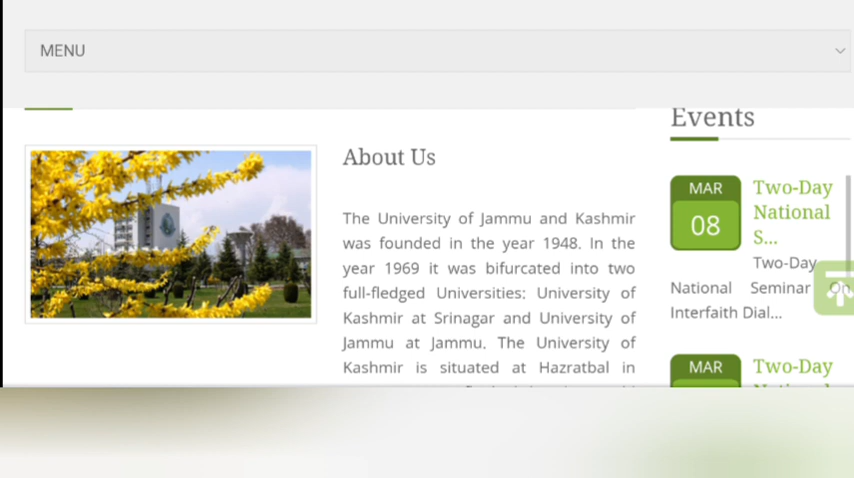 MENU
About Us
The University of Jammu and Kashmir
was founded in the year 1948. In the
year 1969 it was bifurcated into two
full-fledged Universities: University of
Kashmir at Srinagar and University of
Jammu at Jammu. The University of
Kashmir is situated at Hazratbal in
Events
MAR
08
Two-Day
National
S...
Two-Day
National Seminar On
Interfaith Dial...
MAR
Two-Day